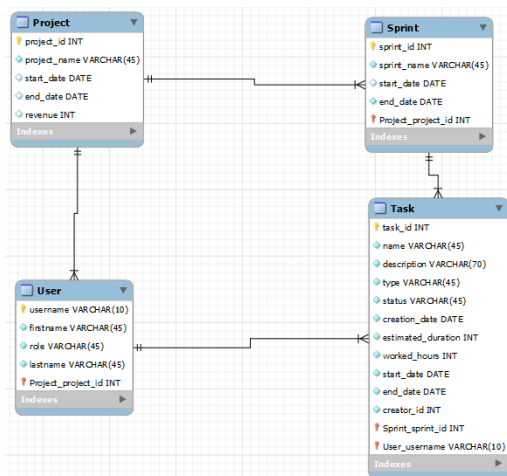 Project
project_id INT
project_name VARCHAR(45)
start_date DATE
end_date DATE
revenue INT
Indexes
Sprint
sprint_id INT
sprint_name VARCHAR(45)
start_date DATE
end_date DATE
Project_project_id INT
Indexes
User
username VARCHAR(10)
firstname VARCHAR(45)
role VARCHAR(45)
lastname VARCHAR(45)
Project_project_id INT
Indexes
Task
task_id INT
name VARCHAR(45)
description VARCHAR(70)
type VARCHAR(45)
status VARCHAR(45)
creation_date DATE
estimated_duration INT
worked_hours INT
start_date DATE
end_date DATE
creator_id INT
Sprint_sprint_id INT
User_username VARCHAR(10)
Indexes